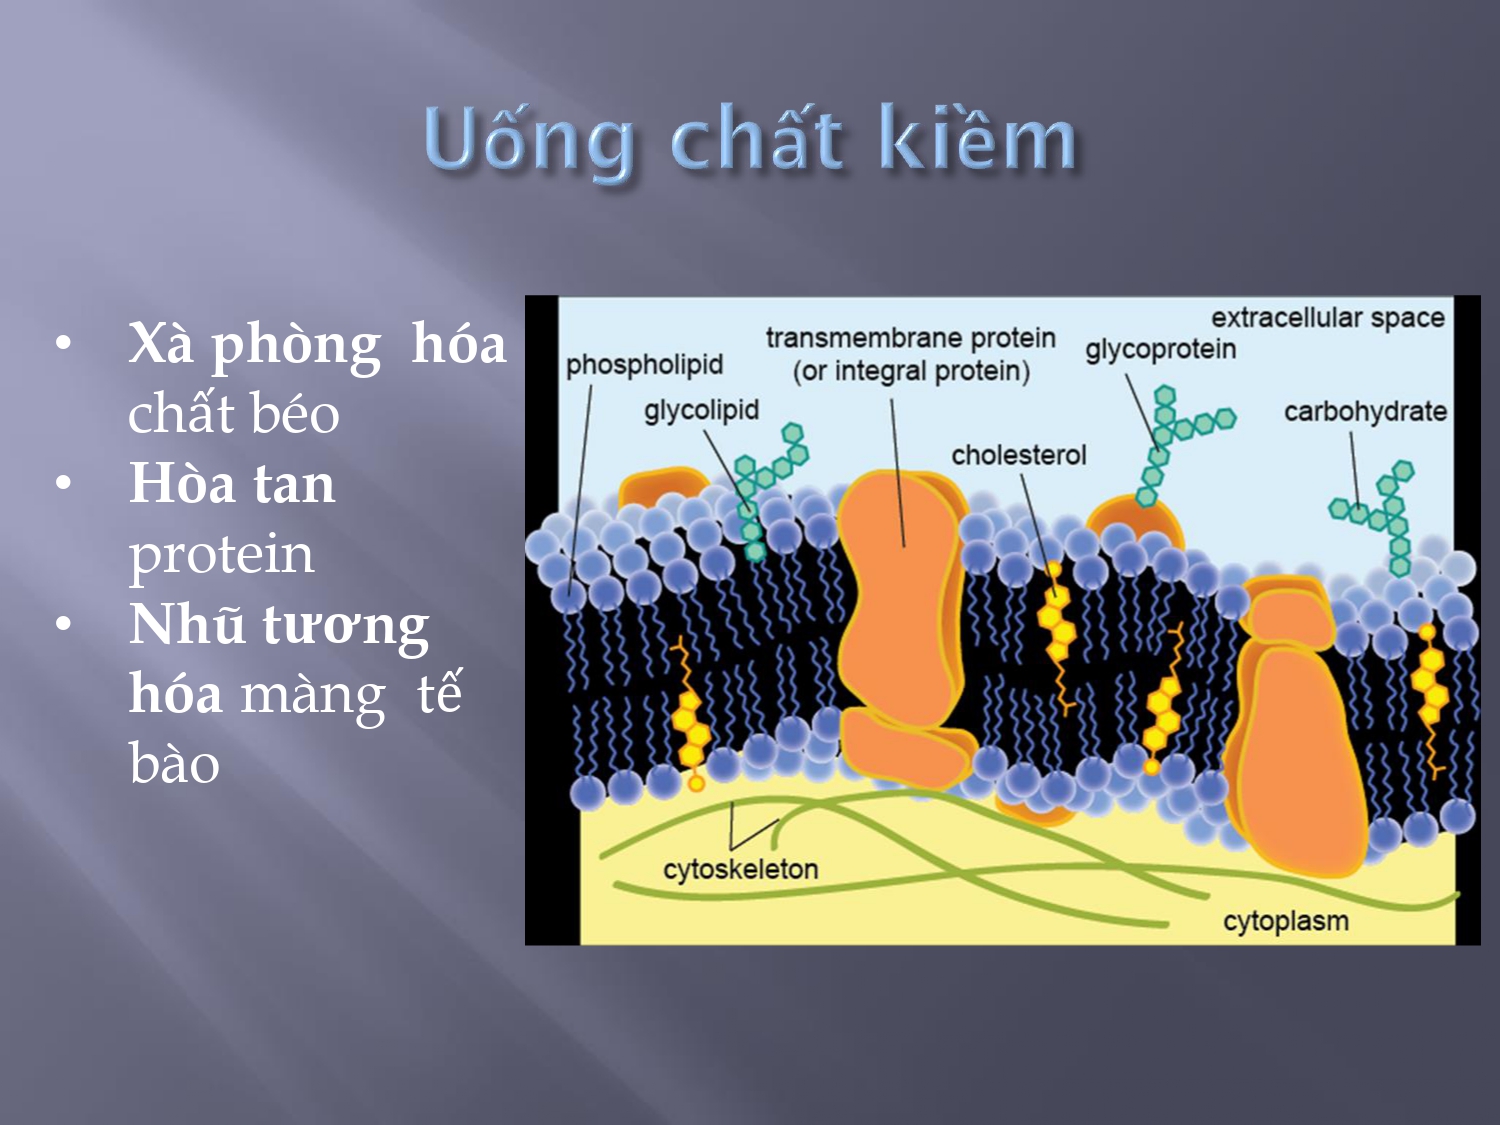 Uống chất kiềm
• Xà phòng hóa
chất béo
• Hòa tan
protein
• Nhũ tương
hóa màng tế
bào
extracellular space
transmembrane protein
(or integral protein)
glycoprotein
phospholipid
glycolipid
carbohydrate
cholesterol
cytoskeleton
cytoplasm